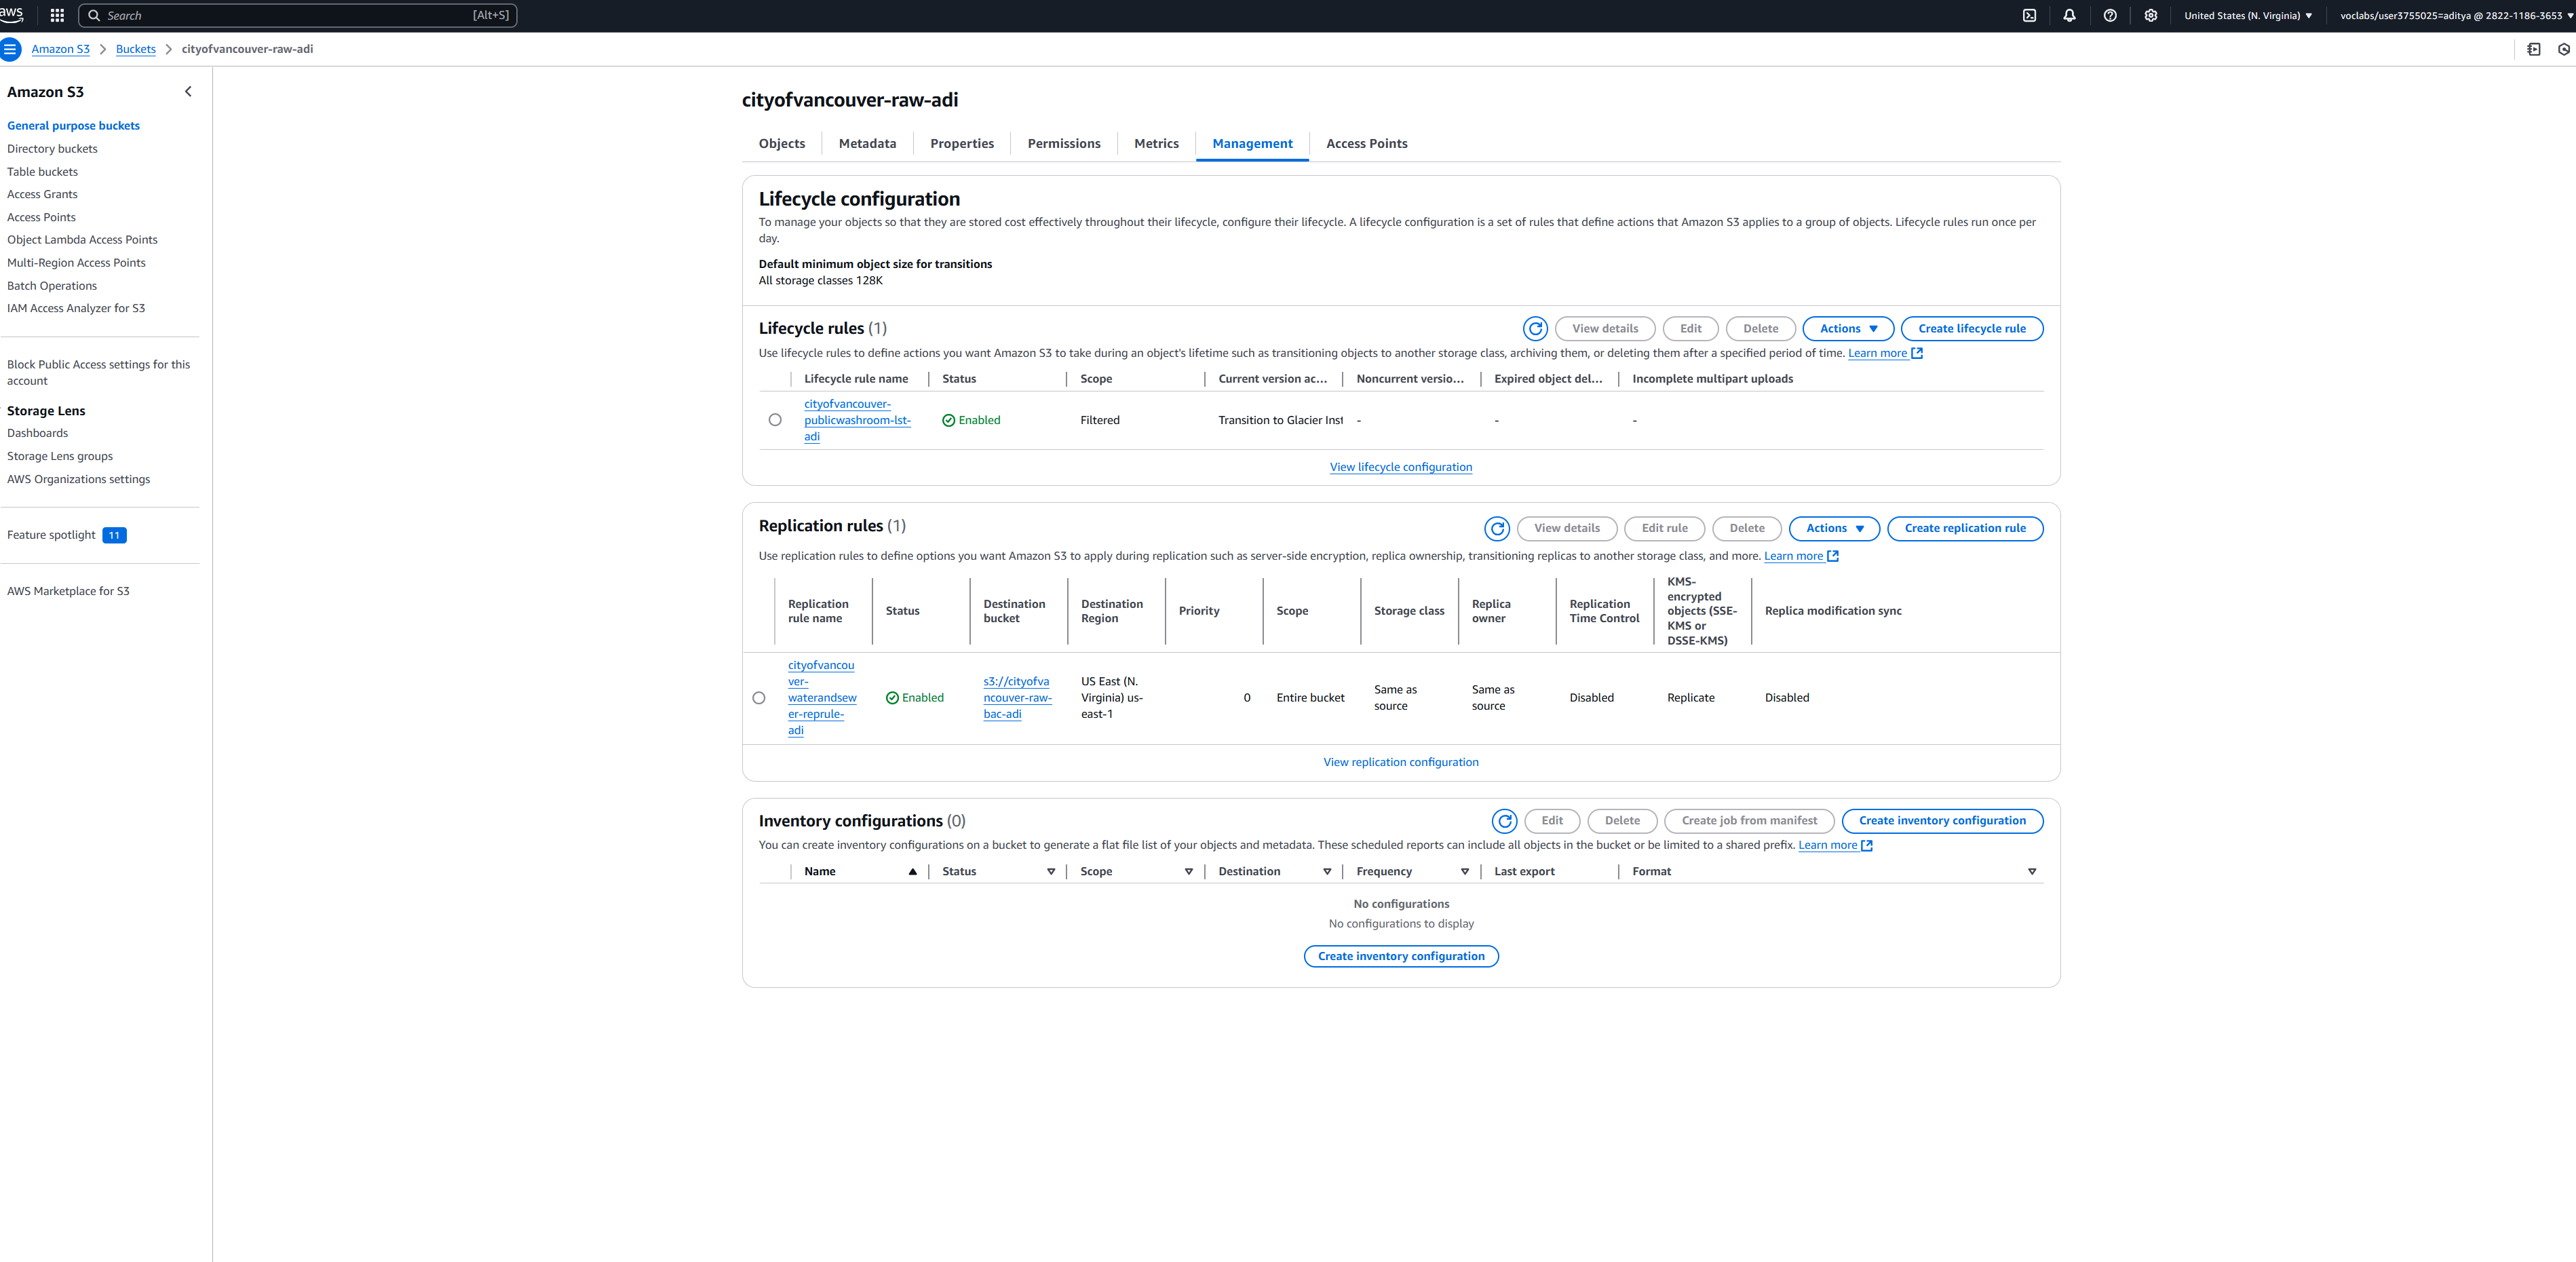 aws
Search [Alt+S]
United States (N. Virginia) ▼
voclabs/user3755025=aditya @ 2822-1186-3653 ▼
Amazon S3 > Buckets > cityofvancouver-raw-adi
Amazon S3
General purpose buckets
Directory buckets
Table buckets
Access Grants
Access Points
Object Lambda Access Points
Multi-Region Access Points
Batch Operations
IAM Access Analyzer for S3
Block Public Access settings for this
account
Storage Lens
Dashboards
Storage Lens groups
AWS Organizations settings
Feature spotlight 11
AWS Marketplace for S3
cityofvancouver-raw-adi
Objects Metadata Properties Permissions Metrics Management Access Points
Lifecycle configuration
To manage your objects so that they are stored cost effectively throughout their lifecycle, configure their lifecycle. A lifecycle configuration is a set of rules that define actions that Amazon S3 applies to a group of objects. Lifecycle rules run once per
day.
Default minimum object size for transitions
All storage classes 128K
Lifecycle rules (1)
View details Edit Delete Actions ▼ Create lifecycle rule
Use lifecycle rules to define actions you want Amazon S3 to take during an object's lifetime such as transitioning objects to another storage class, archiving them, or deleting them after a specified period of time. Learn more
Lifecycle rule name Status Scope Current version ac... Noncurrent versio... Expired object del... Incomplete multipart uploads
cityofvancouver-
publicwashroom-lst-
adi
Enabled Filtered Transition to Glacier Inst - - -
View lifecycle configuration
Replication rules (1)
View details Edit rule Delete Actions ▼ Create replication rule
Use replication rules to define options you want Amazon S3 to apply during replication such as server-side encryption, replica ownership, transitioning replicas to another storage class, and more. Learn more
Replication
rule name
Status
Destination
bucket
Destination
Region
Priority
Scope
Storage class
Replica
owner
Replication
Time Control
KMS-
encrypted
objects (SSE-
KMS or
DSSE-KMS)
Replica modification sync
cityofvancou
ver-
waterandsew
er-reprule-
adi
Enabled
s3://cityofva
ncouver-raw-
bac-adi
US East (N.
Virginia) us-
east-1
0
Entire bucket
Same as
source
Same as
source
Disabled
Replicate
Disabled
View replication configuration
Inventory configurations (0)
Edit Delete Create job from manifest Create inventory configuration
You can create inventory configurations on a bucket to generate a flat file list of your objects and metadata. These scheduled reports can include all objects in the bucket or be limited to a shared prefix. Learn more
Name Status Scope Destination Frequency Last export Format
No configurations
No configurations to display
Create inventory configuration